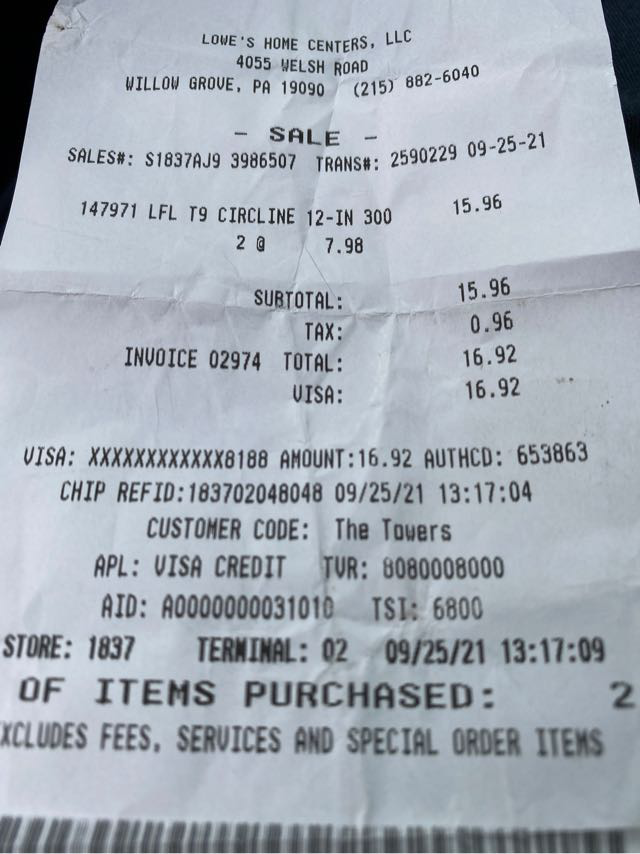 LOWE'S HOME CENTERS, LLC
4055 WELSH ROAD
WILLOW GROVE, PA 19090 (215) 882-6040
- SALE -
SALES#: S1837AJ9 3986507 TRANS#: 2590229 09-25-21
147971 LFL T9 CIRCLINE 12-IN 300 15.96
2 @ 7.98
SUBTOTAL: 15.96
TAX: 0.96
INVOICE 02974 TOTAL: 16.92
VISA: 16.92
VISA: XXXXXXXXXXXX8188 AMOUNT:16.92 AUTHCD: 653863
CHIP REFID:183702048048 09/25/21 13:17:04
CUSTOMER CODE: The Towers
APL: VISA CREDIT TVR: 8080008000
AID: A0000000031010 TSI: 6800
STORE: 1837 TERMINAL: 02 09/25/21 13:17:09
OF ITEMS PURCHASED: 2
XCLUDES FEES, SERVICES AND SPECIAL ORDER ITEMS